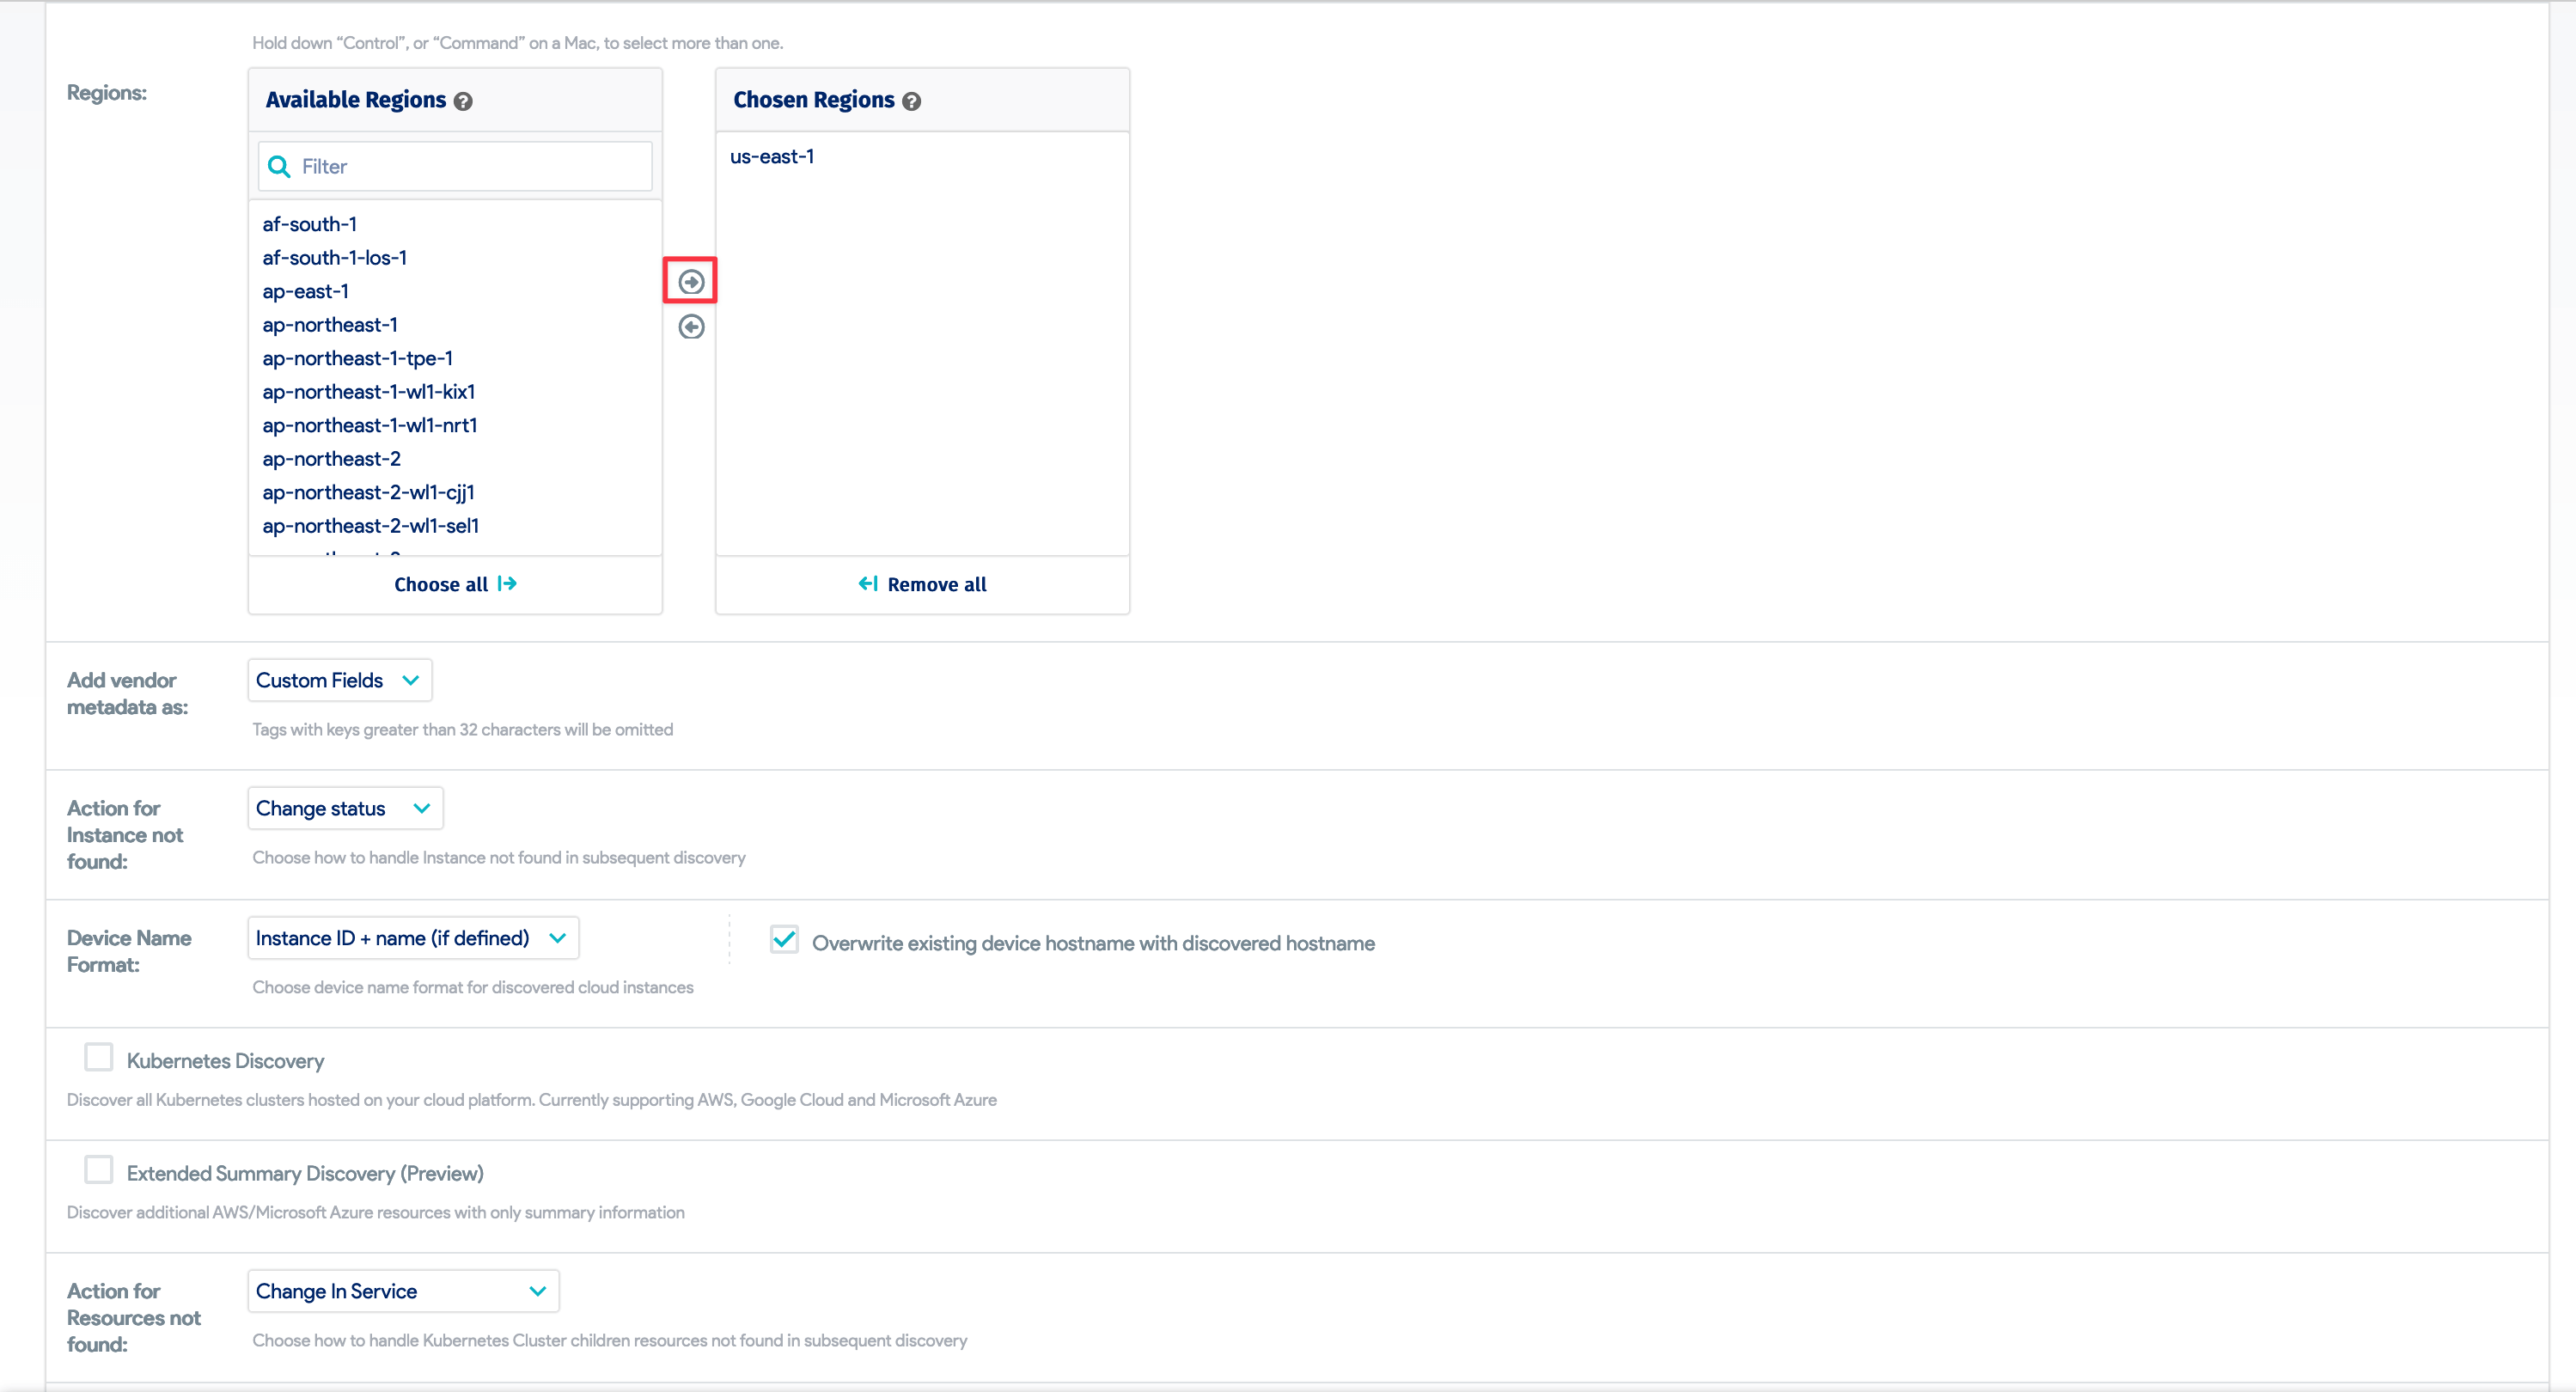 Hold down “Control”, or “Command” on a Mac, to select more than one.
Regions:
Available Regions ?
Chosen Regions ?
Filter
us-east-1
af-south-1
af-south-1-los-1
ap-east-1
ap-northeast-1
ap-northeast-1-tpe-1
ap-northeast-1-wl1-kix1
ap-northeast-1-wl1-nrt1
ap-northeast-2
ap-northeast-2-wl1-cjj1
ap-northeast-2-wl1-sel1
Choose all
Remove all
Add vendor
metadata as:
Custom Fields
Tags with keys greater than 32 characters will be omitted
Action for
Instance not
found:
Change status
Choose how to handle Instance not found in subsequent discovery
Device Name
Format:
Instance ID + name (if defined)
Overwrite existing device hostname with discovered hostname
Choose device name format for discovered cloud instances
Kubernetes Discovery
Discover all Kubernetes clusters hosted on your cloud platform. Currently supporting AWS, Google Cloud and Microsoft Azure
Extended Summary Discovery (Preview)
Discover additional AWS/Microsoft Azure resources with only summary information
Action for
Resources not
found:
Change In Service
Choose how to handle Kubernetes Cluster children resources not found in subsequent discovery